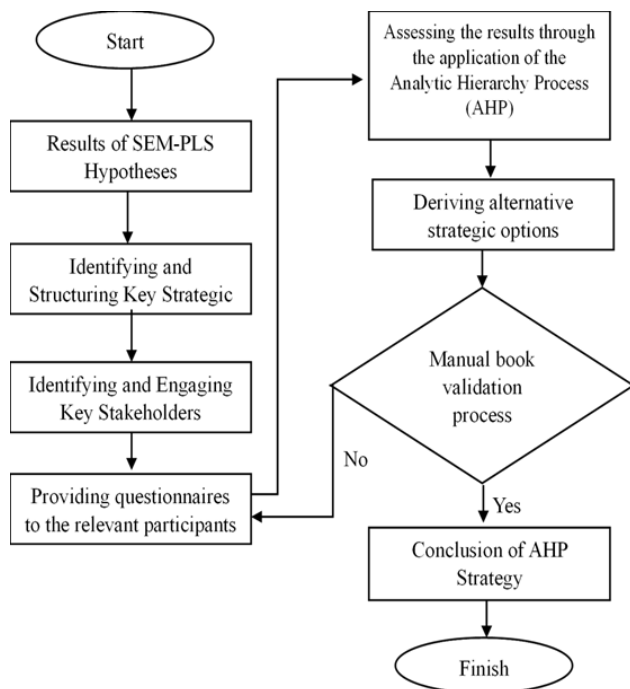 Start
Results of SEM-PLS
Hypotheses
Identifying and
Structuring Key Strategic
Identifying and Engaging
Key Stakeholders
Providing questionnaires
to the relevant participants
Assessing the results through
the application of the
Analytic Hierarchy Process
(AHP)
Deriving alternative
strategic options
Manual book
validation
process
No
Yes
Conclusion of AHP
Strategy
Finish